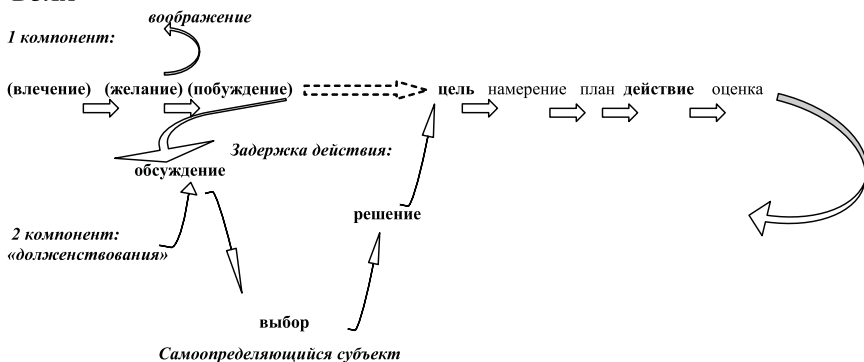 воображение
1 компонент:
(влечение) (желание) (побуждение) цель намерение план действие оценка
Задержка действия:
обсуждение
решение
2 компонент:
«долженствования»
выбор
Самоопределяющийся субъект